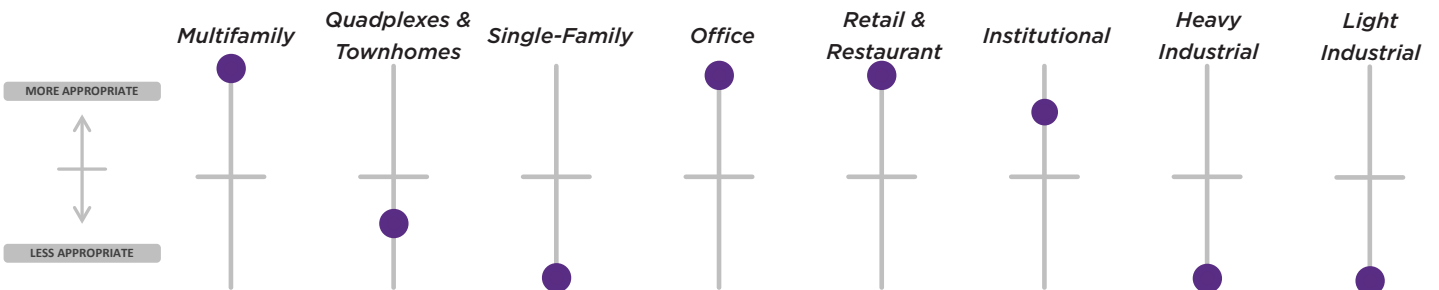 Multifamily
Quadplexes &
Townhomes
Single-Family
Office
Retail &
Restaurant
Institutional
Heavy
Industrial
Light
Industrial
MORE APPROPRIATE
LESS APPROPRIATE